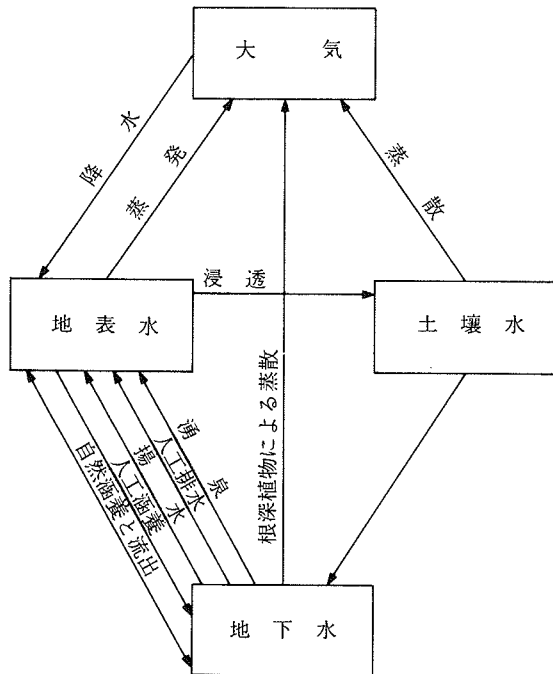 大気
降水
蒸発
蒸散
浸透
地表水
土壌水
根深植物による蒸散
湧泉
人工排水
揚水
人工涵養
自然涵養と流出
地下水